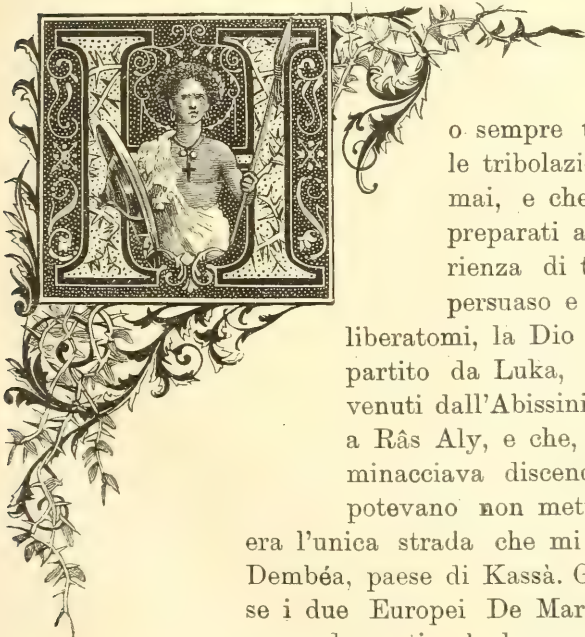 H
o sempre t
le tribolazi
mai, e che
preparati a
rienza di t
persuaso e
liberatomi, la Dio
partito da Luka,
venuti dall'Abissini
a Râs Aly, e che,
minacciava discend
potevano non mett
era l'unica strada che mi
Dembéa, paese di Kassà. G
se i due Europei De Mar